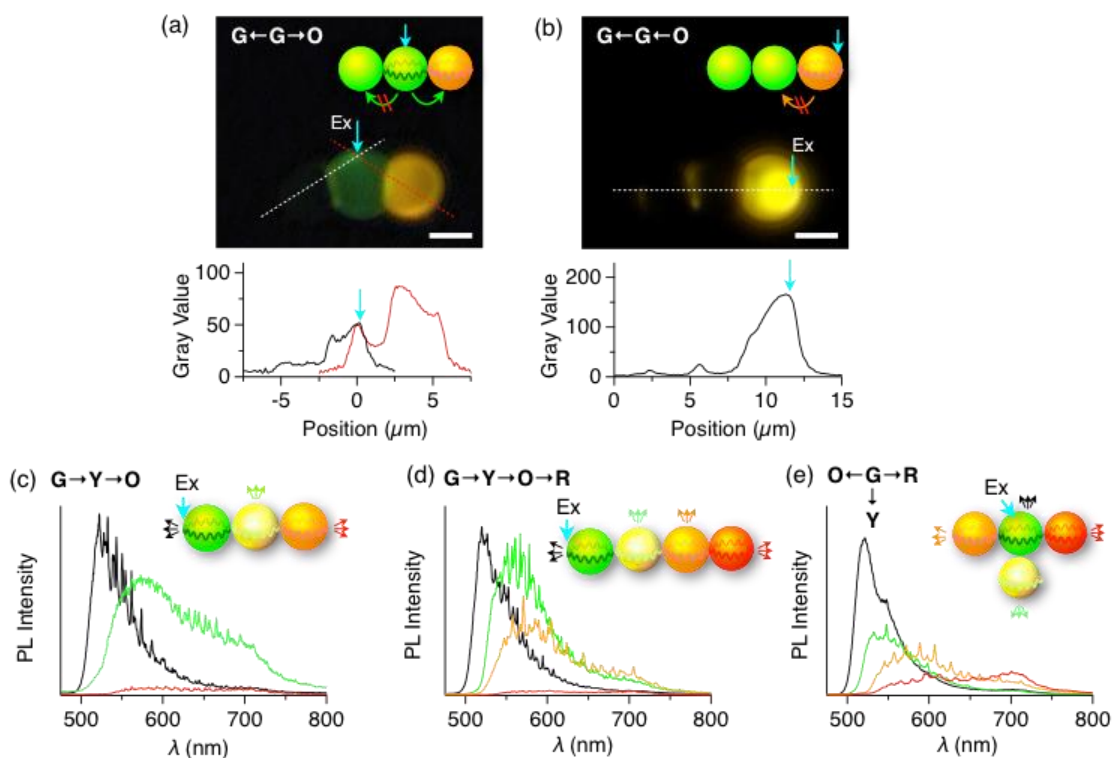 (a)
G←G→O
Ex
100
50
0
Gray Value
-5
0
5
Position (µm)
(b)
G←G←O
Ex
200
100
0
Gray Value
0
5
10
15
Position (µm)
(c)
G→Y→O
Ex
PL Intensity
500
600
700
800
λ (nm)
(d)
G→Y→O→R
Ex
PL Intensity
500
600
700
800
λ (nm)
(e)
O←G→R
↓
Y
Ex
PL Intensity
500
600
700
800
λ (nm)